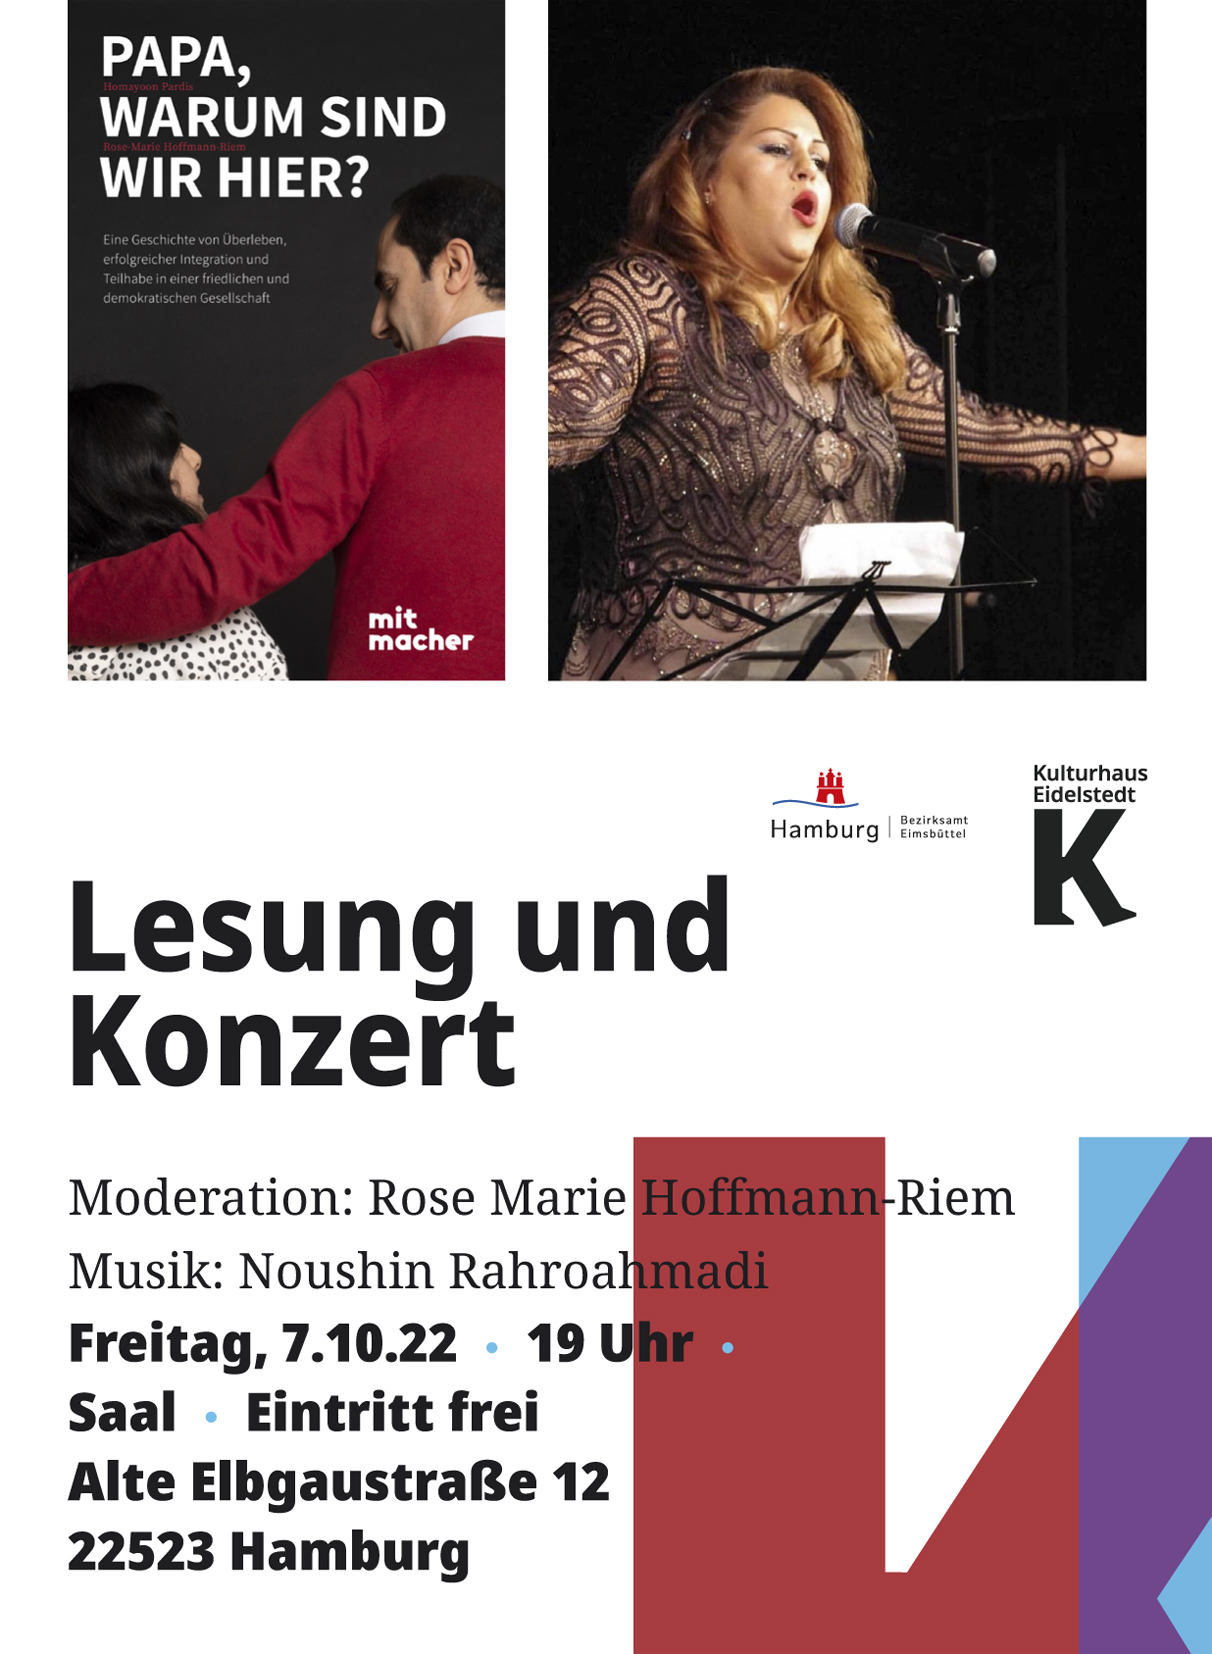 PAPA,
Homayoon Pardis
WARUM SIND
Rose-Marie Hoffmann-Riem
WIR HIER?
Eine Geschichte von Überleben,
erfolgreicher Integration und
Teilhabe in einer friedlichen und
demokratischen Gesellschaft
mit
macher
Hamburg
Bezirksamt
Eimsbüttel
Kulturhaus
Eidelstedt
K
Lesung und
Konzert
Moderation: Rose Marie Hoffmann-Riem
Musik: Noushin Rahroahmadi
Freitag, 7.10.22 • 19 Uhr •
Saal • Eintritt frei
Alte Elbgaustraße 12
22523 Hamburg